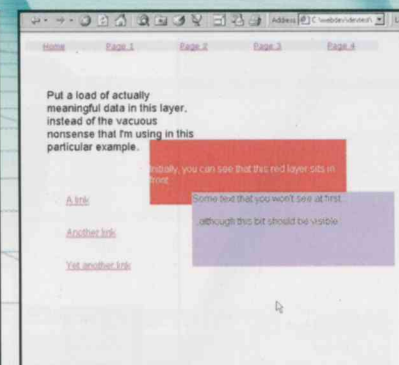 Address C:\webdev\devtest\
Home Page 1 Page 2 Page 3 Page 4
Put a load of actually
meaningful data in this layer,
instead of the vacuous
nonsense that I'm using in this
particular example.
Initially, you can see that this red layer sits in
front
Some text that you won't see at first...
...although this bit should be visible.
A link
Another link
Yet another link